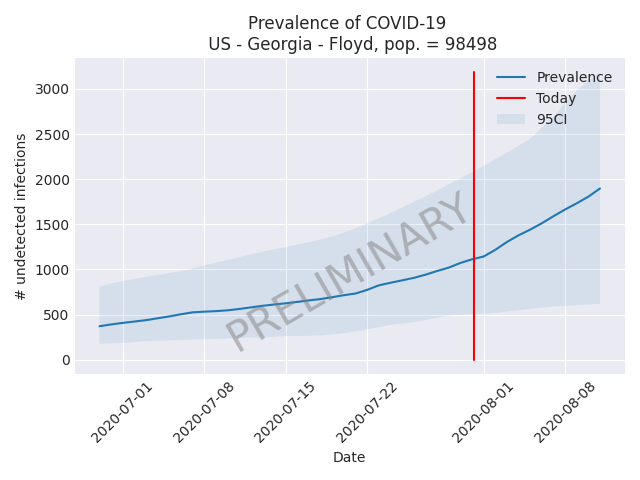 Prevalence of COVID-19
US - Georgia - Floyd, pop. = 98498
Prevalence
Today
95CI
3000
2500
2000
1500
1000
500
0
# undetected infections
PRELIMINARY
2020-07-01
2020-07-08
2020-07-15
2020-07-22
2020-08-01
2020-08-08
Date